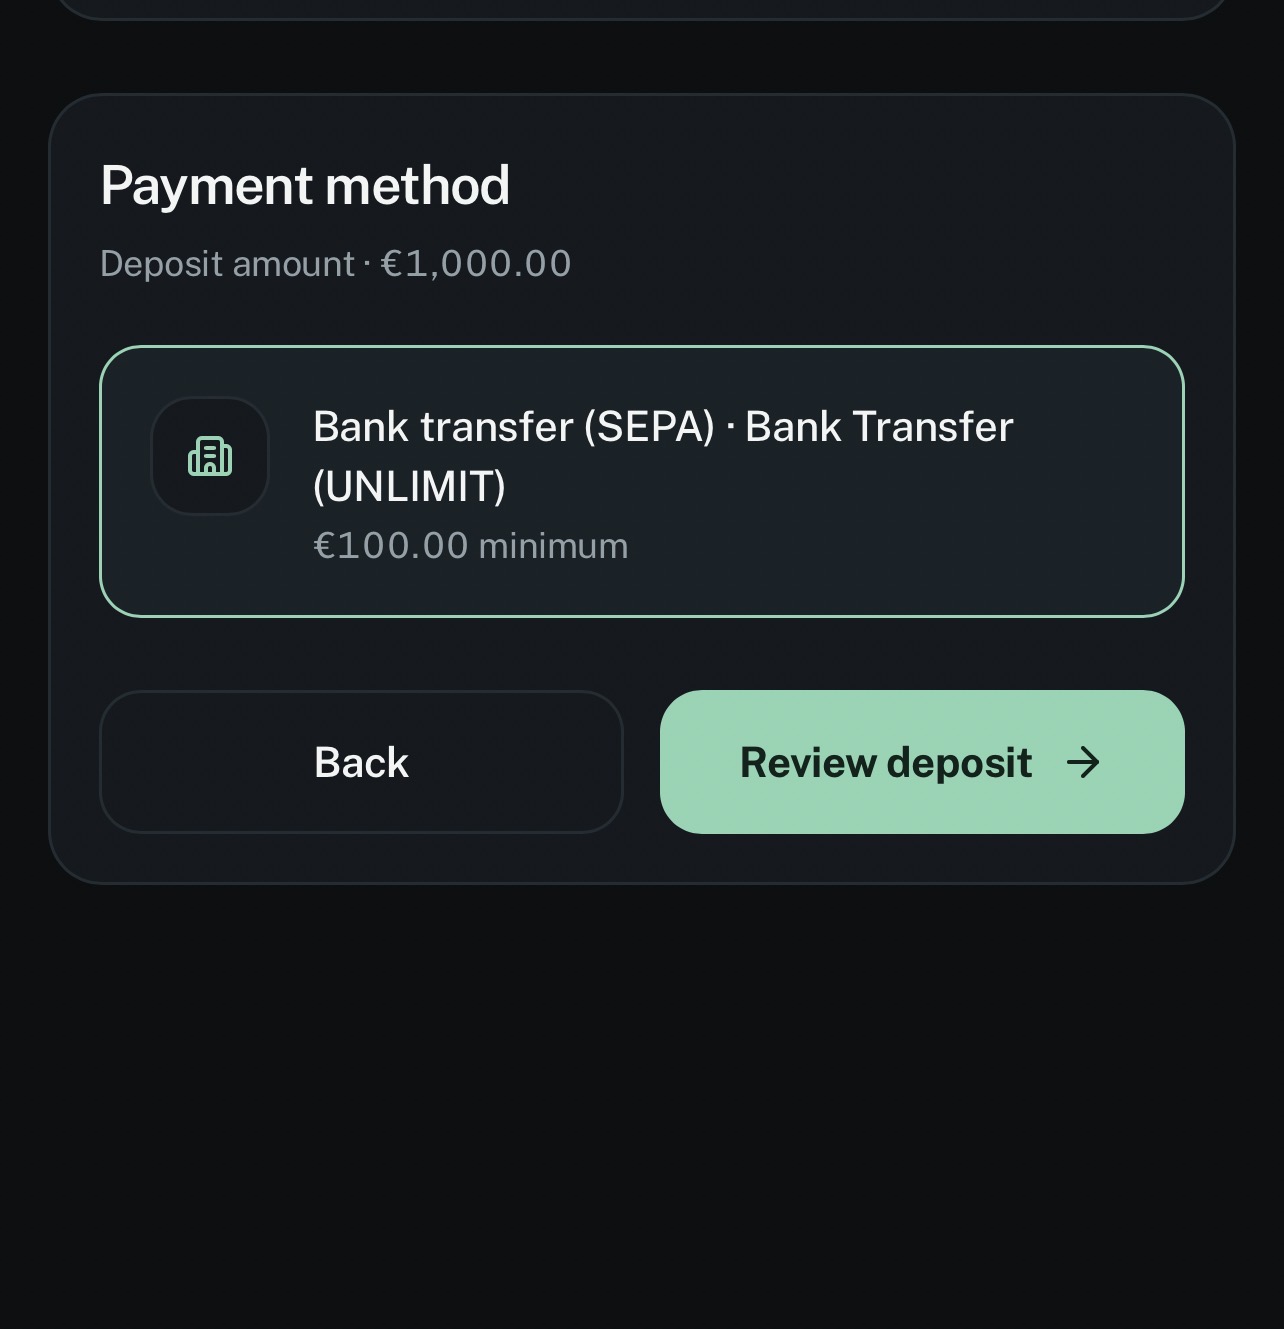 Payment method
Deposit amount · €1,000.00
Bank transfer (SEPA) · Bank Transfer
(UNLIMIT)
€100.00 minimum
Back
Review deposit →